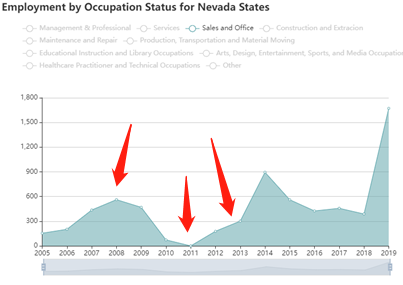 Employment by Occupation Status for Nevada States
Management & Professional Services Sales and Office Construction and Extracion
Maintenance and Repair Production, Transportation and Material Moving
Educational Instruction and Library Occupations Arts, Design, Entertainment, Sports, and Media Occupatio
Healthcare Practitioner and Technical Occupations Other
1,800
1,500
1,200
900
600
300
0
2005 2006 2007 2008 2009 2010 2011 2012 2013 2014 2015 2016 2017 2018 2019